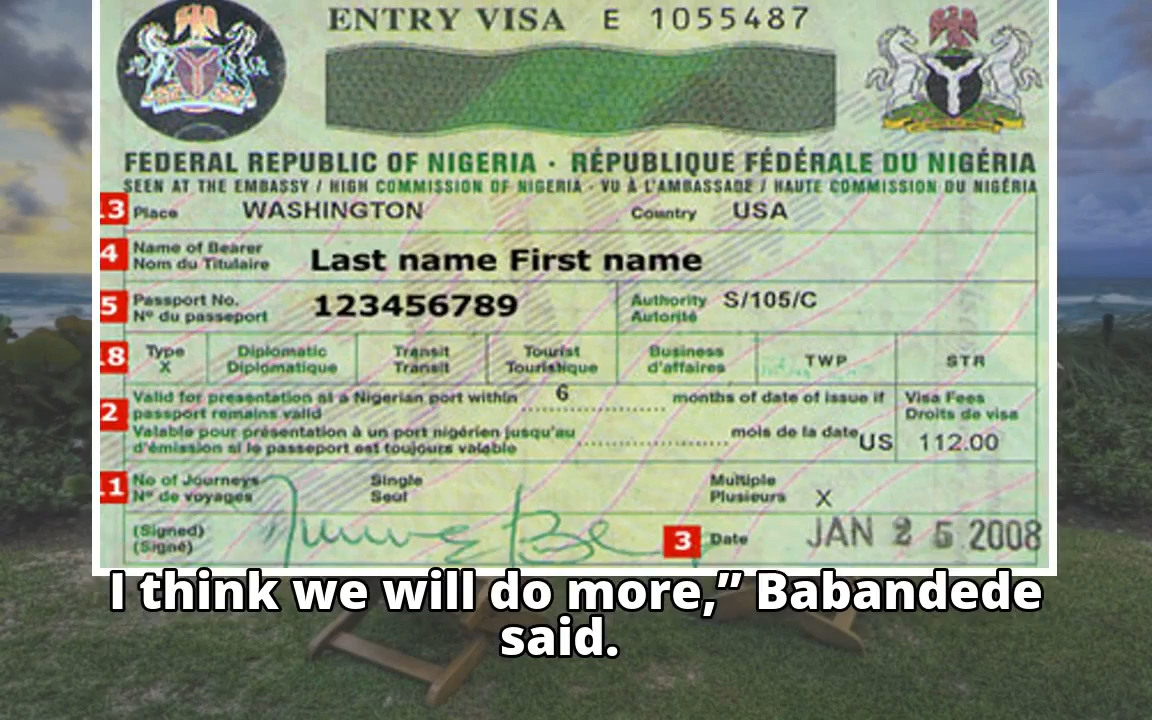 ENTRY VISA E 1055487
FEDERAL REPUBLIC OF NIGERIA · RÉPUBLIQUE FÉDÉRALE DU NIGÉRIA
SEEN AT THE EMBASSY / HIGH COMMISSION OF NIGERIA · VU À L'AMBASSADE / HAUTE COMMISSION DU NIGÉRIA
13 Place WASHINGTON Country USA
4 Name of Bearer
Nom du Titulaire Last name First name
5 Passport No.
Nº du passeport 123456789 Authority S/105/C
Autorité
18 Type Diplomatic Transit Tourist Business TWP STR
X Diplomatique Transit Touristique d'affaires
2 Valid for presentation at a Nigerian port within 6 months of date of issue if Visa Fees
passport remains valid Droits de visa
Valable pour présentation à un port nigérien jusqu'au mois de la date US 112.00
d'émission si le passeport est toujours valable
11 No of Journeys Single Multiple
Nº de voyages Seul Plusieurs X
(Signed) 3 Date JAN 25 2008
(Signé)
I think we will do more,” Babandede
said.